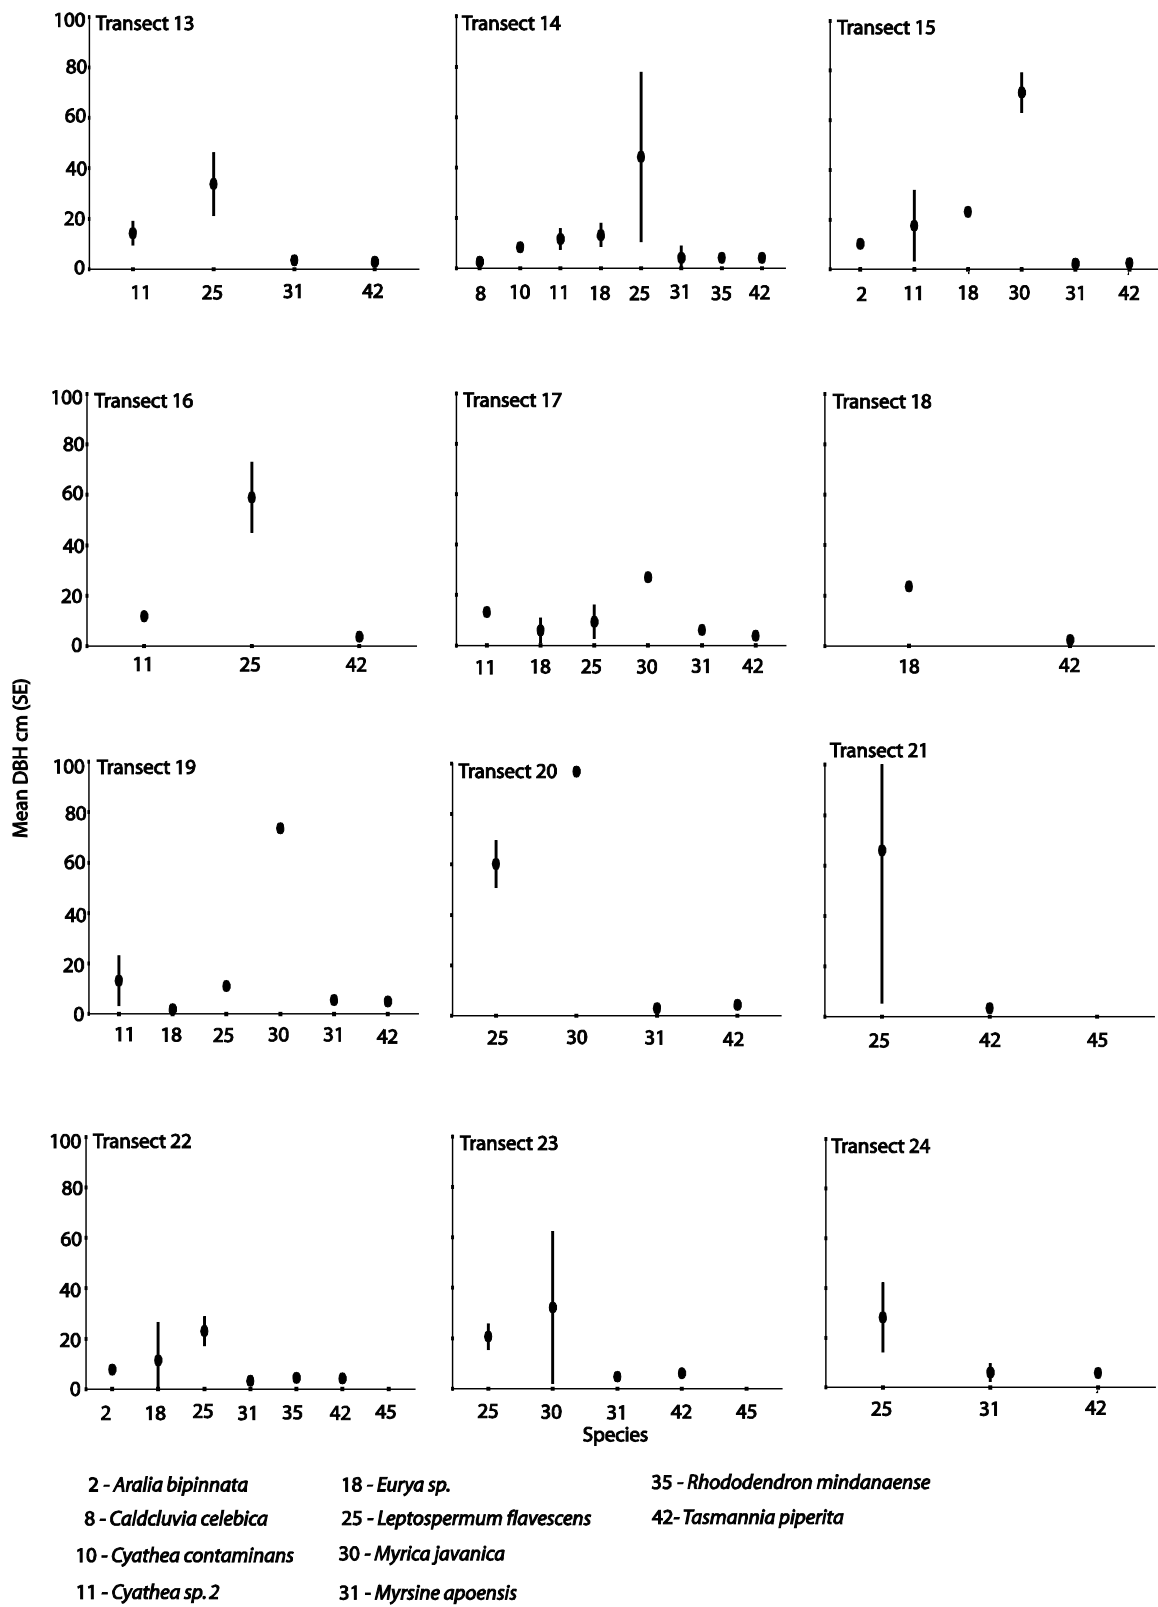 Transect 13
Transect 14
Transect 15
100
80
60
40
20
0
11 25 31 42
8 10 11 18 25 31 35 42
2 11 18 30 31 42
Transect 16
Transect 17
Transect 18
100
80
60
40
20
0
11 25 42
11 18 25 30 31 42
18 42
Mean DBH cm (SE)
Transect 19
Transect 20
Transect 21
100
80
60
40
20
0
11 18 25 30 31 42
25 30 31 42
25 42 45
Transect 22
Transect 23
Transect 24
100
80
60
40
20
0
2 18 25 31 35 42 45
25 30 31 42 45
25 31 42
Species
2 - Aralia bipinnata
8 - Caldcluvia celebica
10 - Cyathea contaminans
11 - Cyathea sp. 2
18 - Eurya sp.
25 - Leptospermum flavescens
30 - Myrica javanica
31 - Myrsine apoensis
35 - Rhododendron mindanaense
42- Tasmannia piperita